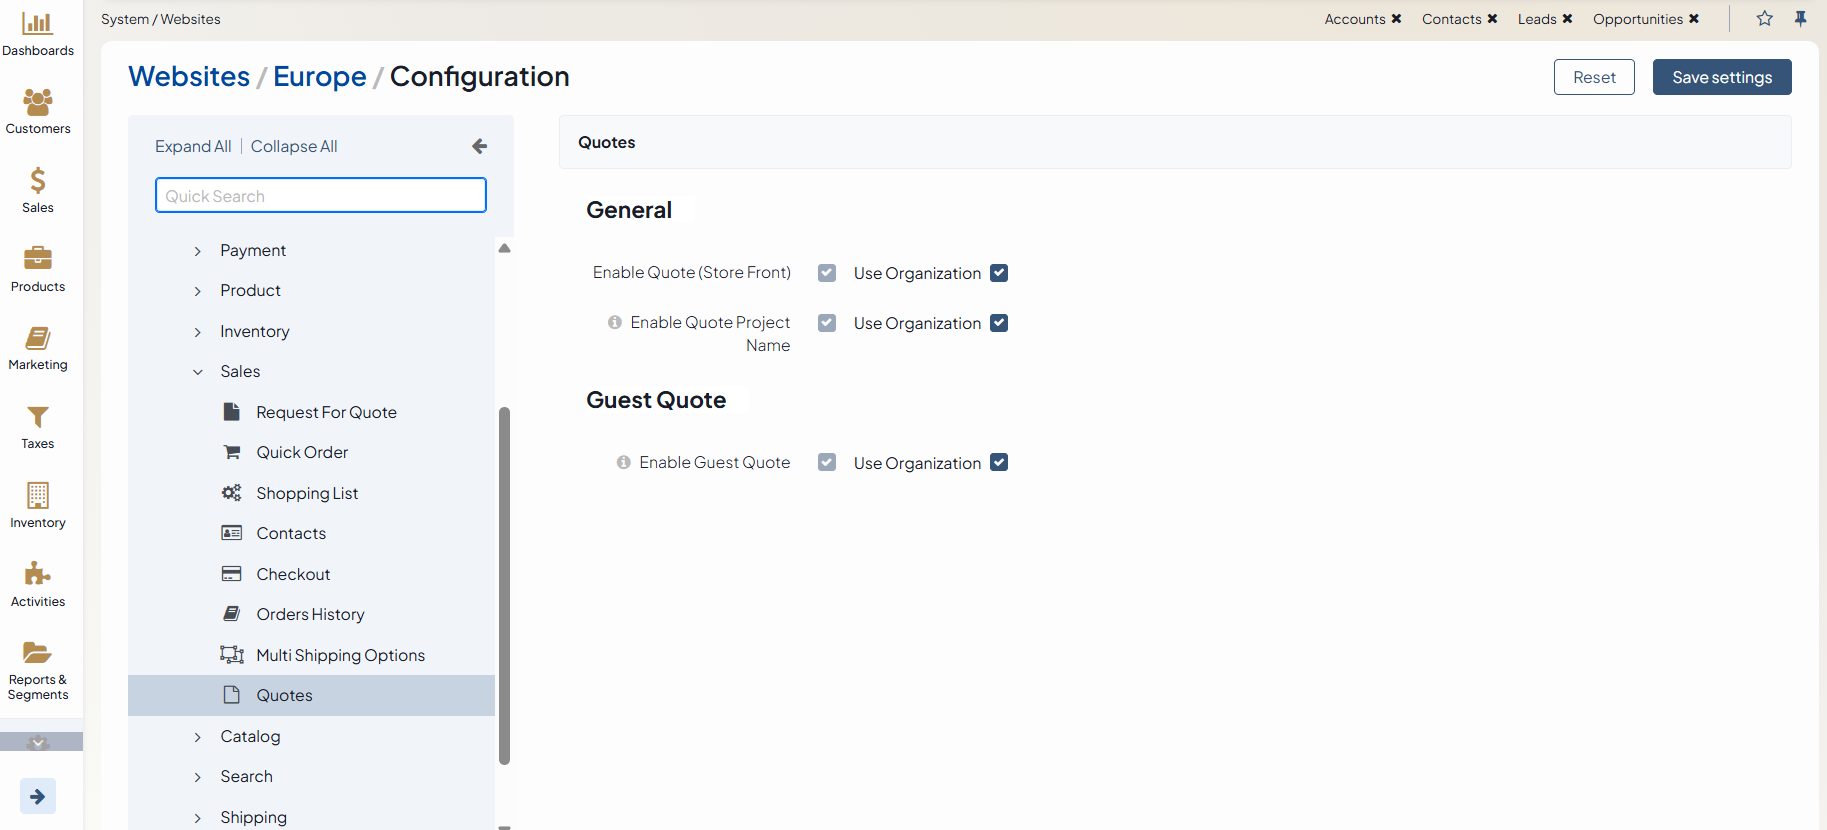 System / Websites
Accounts ✖ Contacts ✖ Leads ✖ Opportunities ✖
Dashboards
Customers
Sales
Products
Marketing
Taxes
Inventory
Activities
Reports &
Segments
Websites / Europe / Configuration
Reset
Save settings
Expand All | Collapse All
Quick Search
Payment
Product
Inventory
Sales
Request For Quote
Quick Order
Shopping List
Contacts
Checkout
Orders History
Multi Shipping Options
Quotes
Catalog
Search
Shipping
Quotes
General
Enable Quote (Store Front) Use Organization
Enable Quote Project Use Organization
Name
Guest Quote
Enable Guest Quote Use Organization